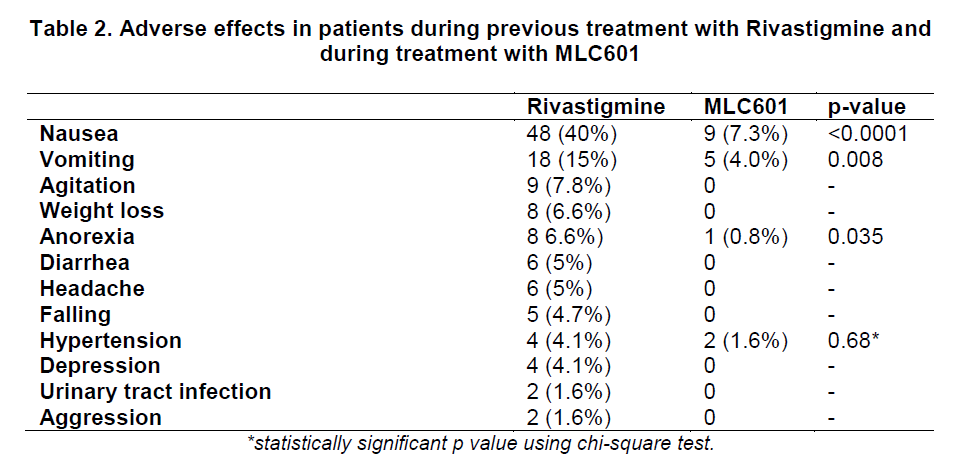 Table 2. Adverse effects in patients during previous treatment with Rivastigmine and
during treatment with MLC601
Rivastigmine MLC601 p-value
Nausea 48 (40%) 9 (7.3%) <0.0001
Vomiting 18 (15%) 5 (4.0%) 0.008
Agitation 9 (7.8%) 0 -
Weight loss 8 (6.6%) 0 -
Anorexia 8 6.6%) 1 (0.8%) 0.035
Diarrhea 6 (5%) 0 -
Headache 6 (5%) 0 -
Falling 5 (4.7%) 0 -
Hypertension 4 (4.1%) 2 (1.6%) 0.68*
Depression 4 (4.1%) 0 -
Urinary tract infection 2 (1.6%) 0 -
Aggression 2 (1.6%) 0 -
*statistically significant p value using chi-square test.